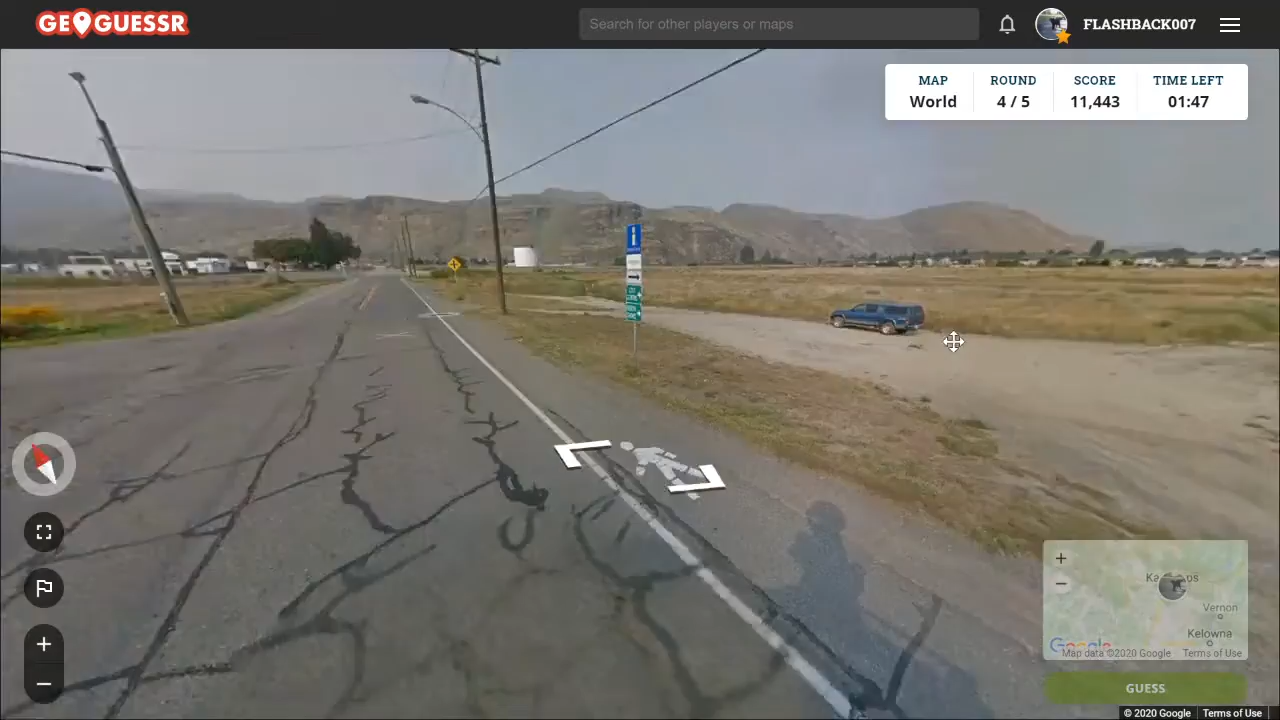 GEOGUESSR
Search for other players or maps
FLASHBACK007
MAP
World
ROUND
4 / 5
SCORE
11,443
TIME LEFT
01:47
i
Vernon
Kelowna
Google
Map data ©2020 Google
Terms of Use
GUESS
© 2020 Google
Terms of Use